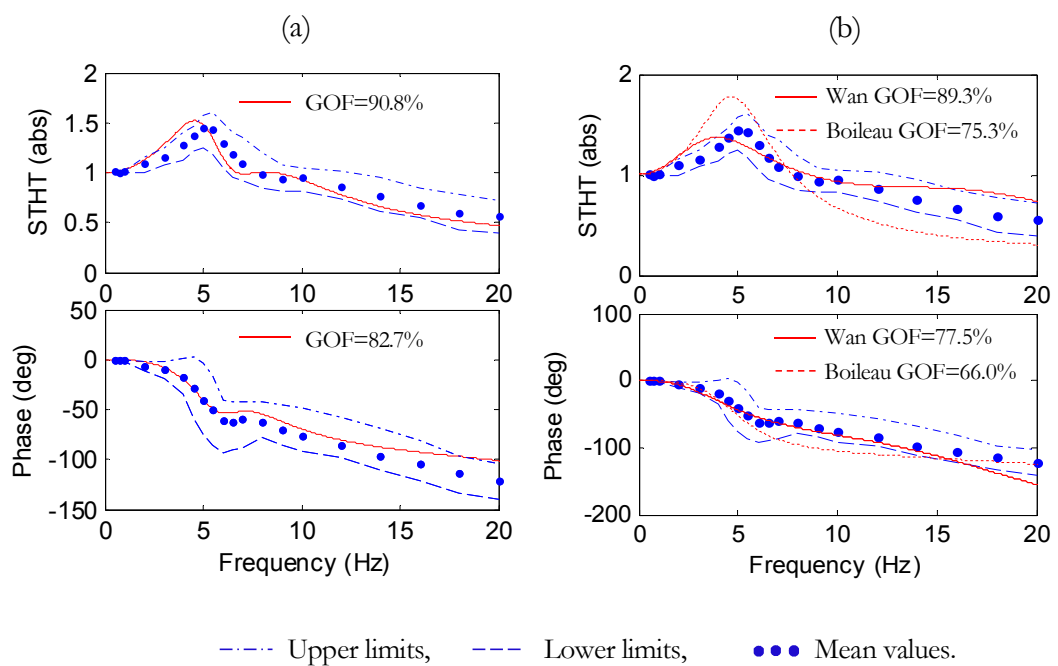 (a)
2
1.5
1
0.5
0
STHT (abs)
GOF=90.8%
0
5
10
15
20
Hz
50
0
-50
-100
-150
Phase (deg)
GOF=82.7%
0
5
10
15
20
Frequency (Hz)
(b)
2
1
0
STHT (abs)
Wan GOF=89.3%
Boileau GOF=75.3%
0
5
10
15
20
Hz
100
0
-100
-200
Phase (deg)
Wan GOF=77.5%
Boileau GOF=66.0%
0
5
10
15
20
Frequency (Hz)
Upper limits, Lower limits, Mean values.